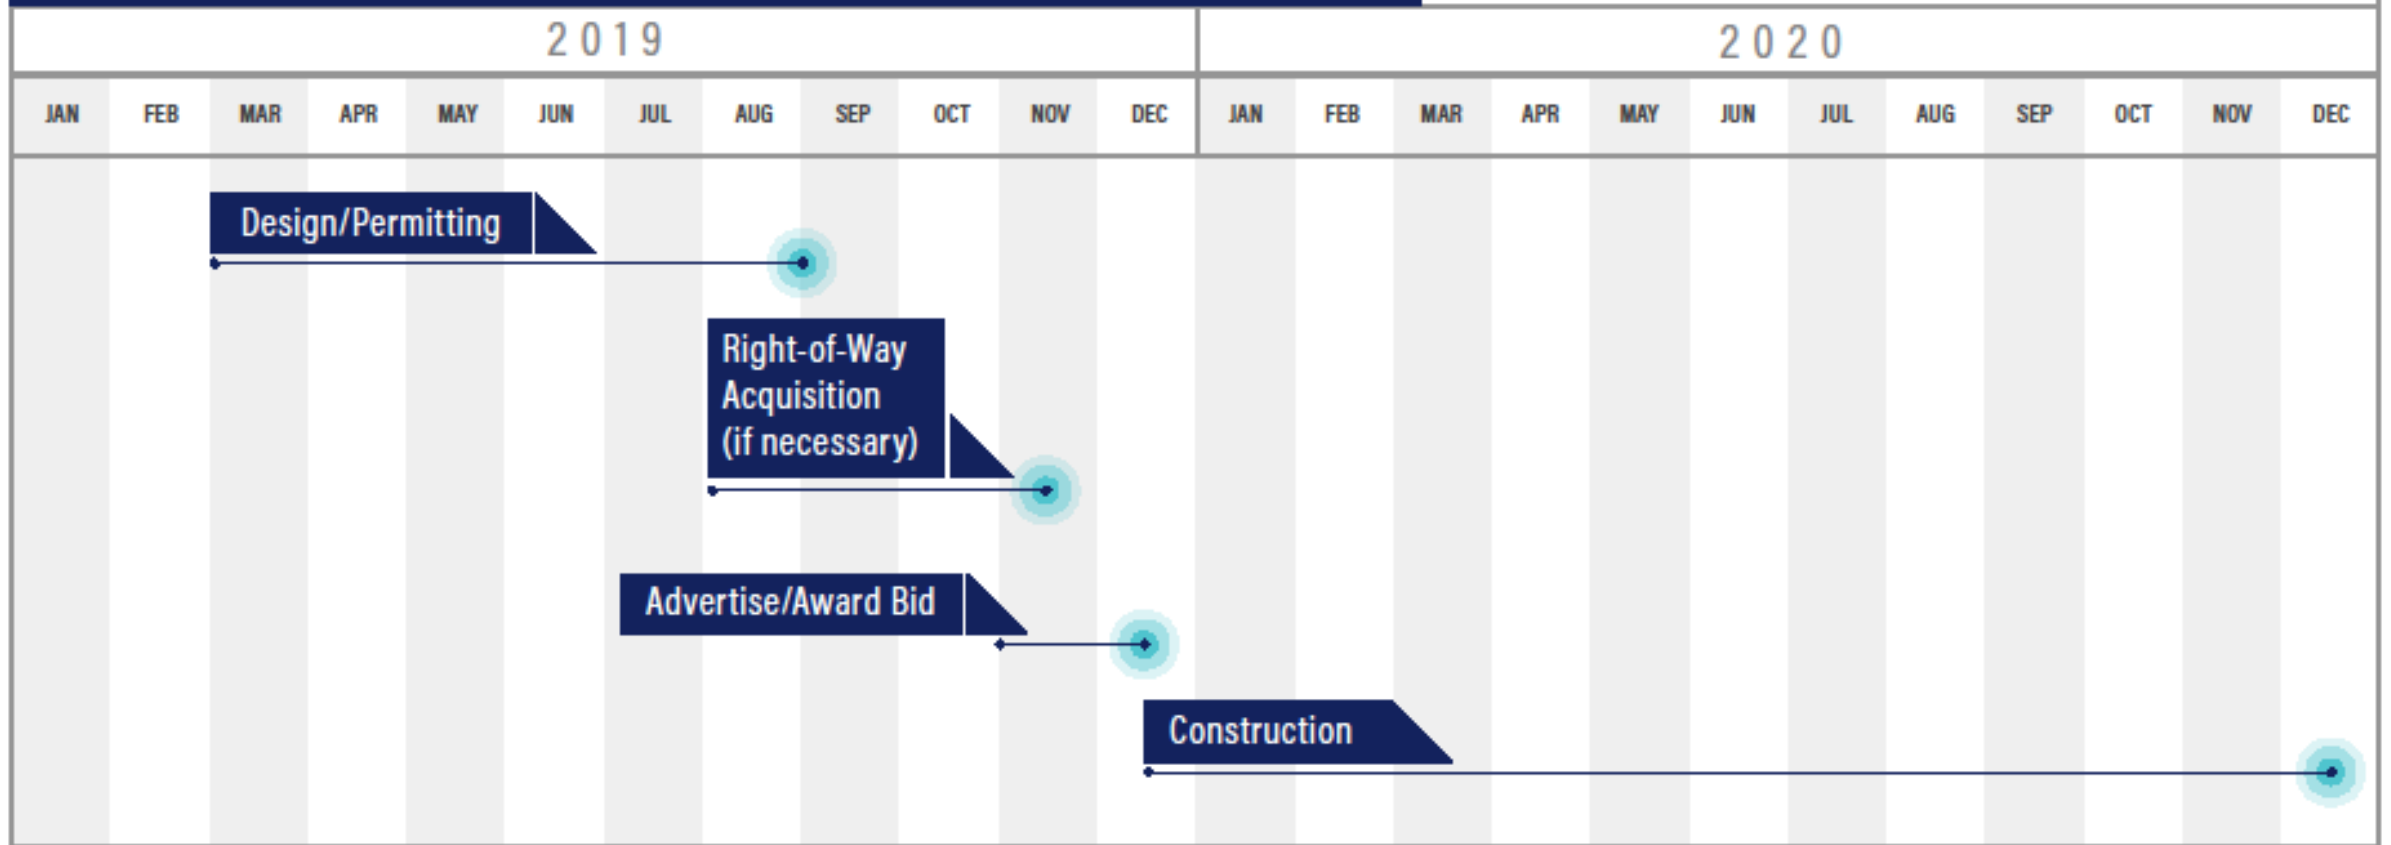 2019
2020
JAN FEB MAR APR MAY JUN JUL AUG SEP OCT NOV DEC JAN FEB MAR APR MAY JUN JUL AUG SEP OCT NOV DEC
Design/Permitting
Right-of-Way
Acquisition
(if necessary)
Advertise/Award Bid
Construction